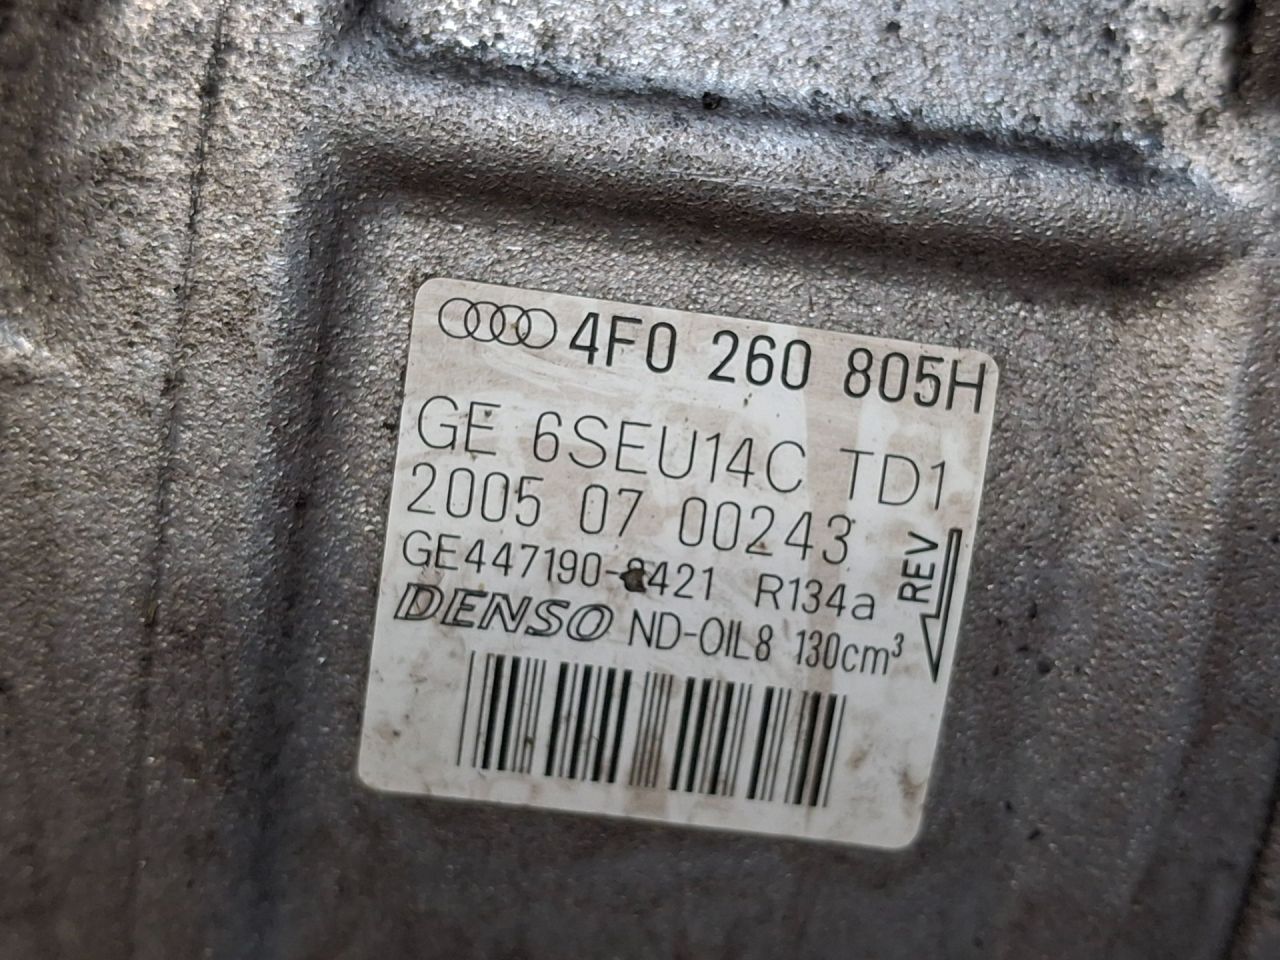 4F0 260 805H
GE 6SEU14C TD1
2005 07 00243
R134a
REV
DENSO ND-OIL8 130cm³